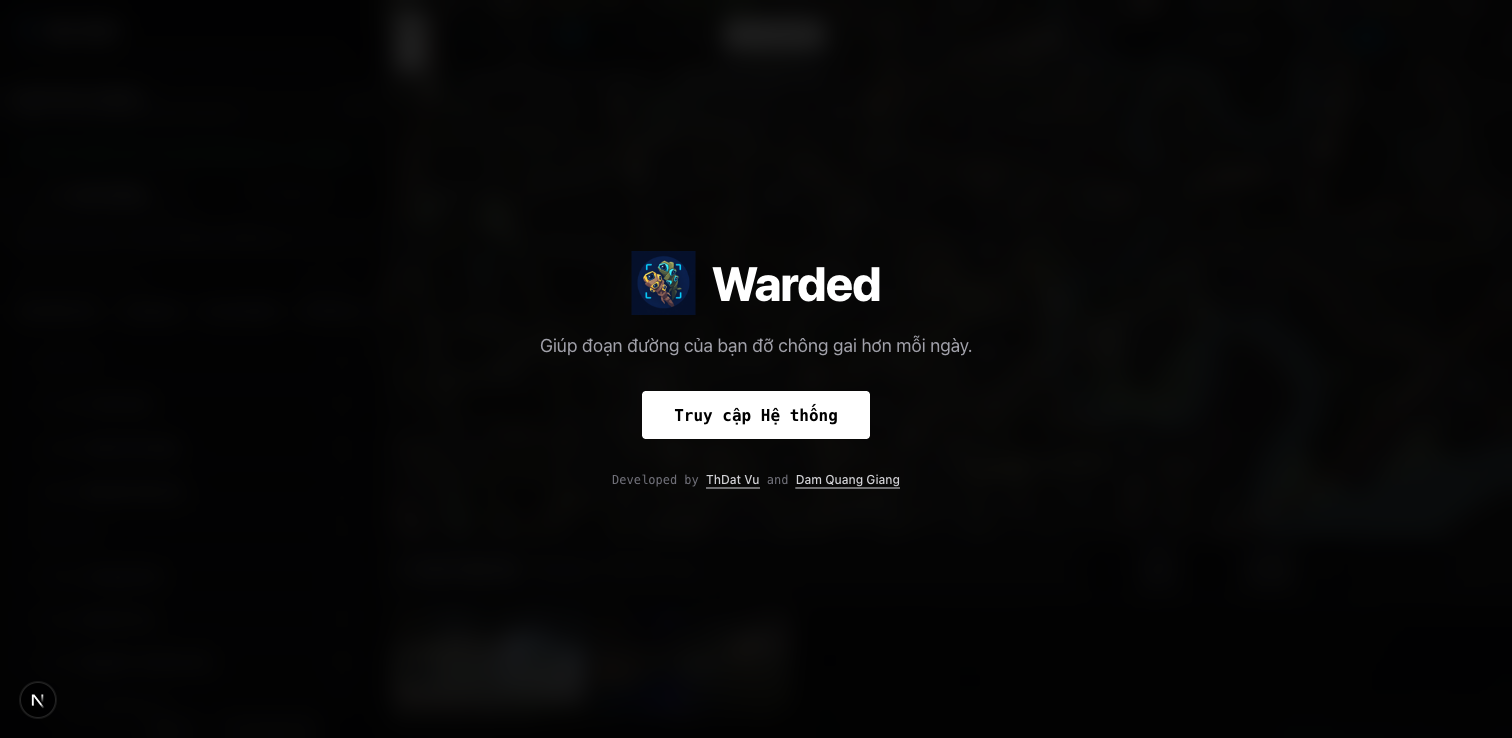 Warded
Giúp đoạn đường của bạn đỡ chông gai hơn mỗi ngày.
Truy cập Hệ thống
Developed by ThDat Vu and Dam Quang Giang
N